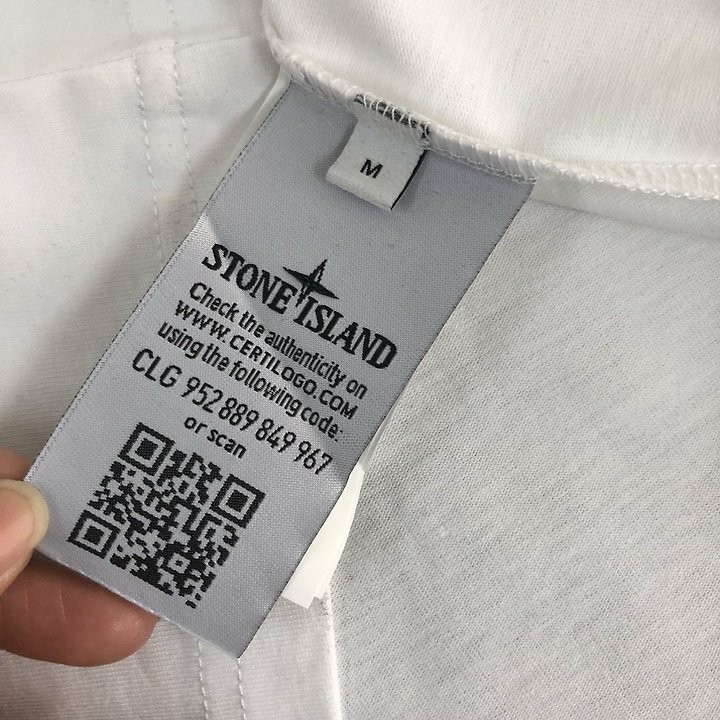 M
STONE ISLAND
Check the authenticity on
WWW.CERTILOGO.COM
using the following code:
CLG 952 889 849 967
or scan